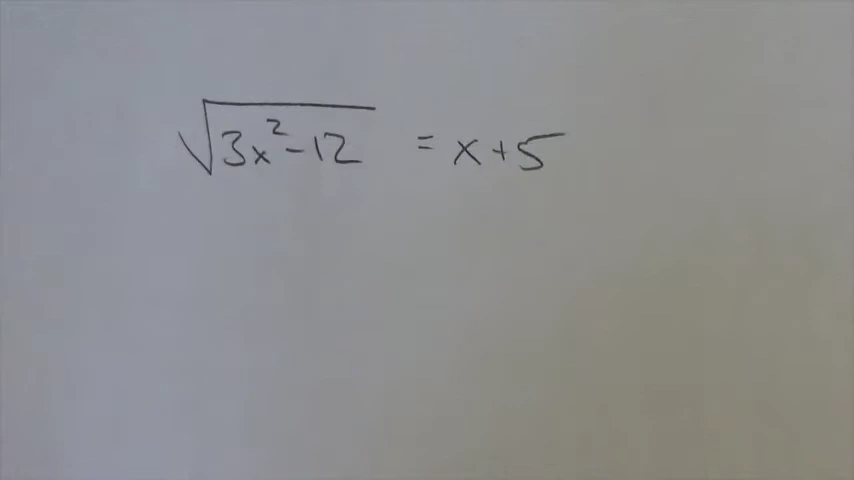 √(3x²-12) = x+5